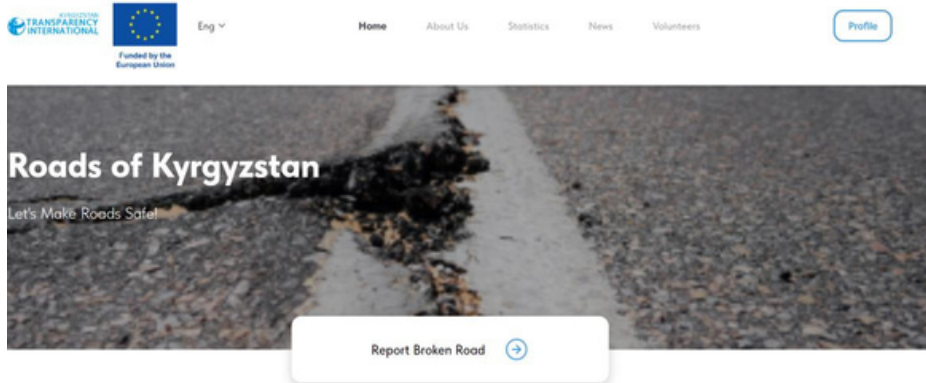 KYRGYZSTAN
TRANSPARENCY
INTERNATIONAL
Funded by the
European Union
Eng
Home
About Us
Statistics
News
Volunteers
Profile
Roads of Kyrgyzstan
Let's Make Roads Safe!
Report Broken Road